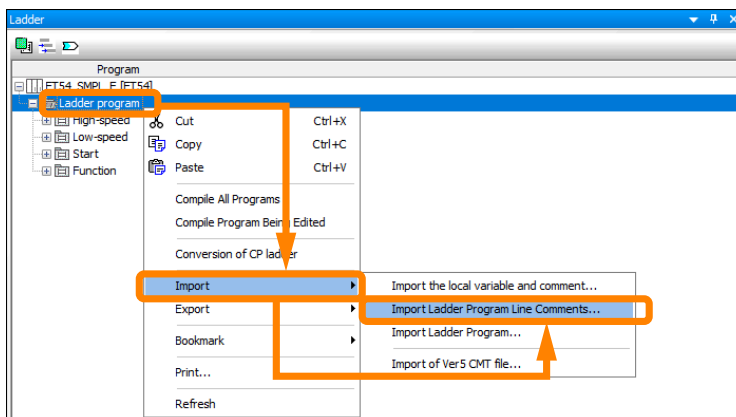 Ladder
Program
ET54_SMPL_E [ET54]
Ladder program
High-speed
Low-speed
Start
Function
Cut Ctrl+X
Copy Ctrl+C
Paste Ctrl+V
Compile All Programs
Compile Program Being Edited
Conversion of CP ladder
Import
Export
Bookmark
Print...
Refresh
Import the local variable and comment...
Import Ladder Program Line Comments...
Import Ladder Program...
Import of Ver5 CMT file...